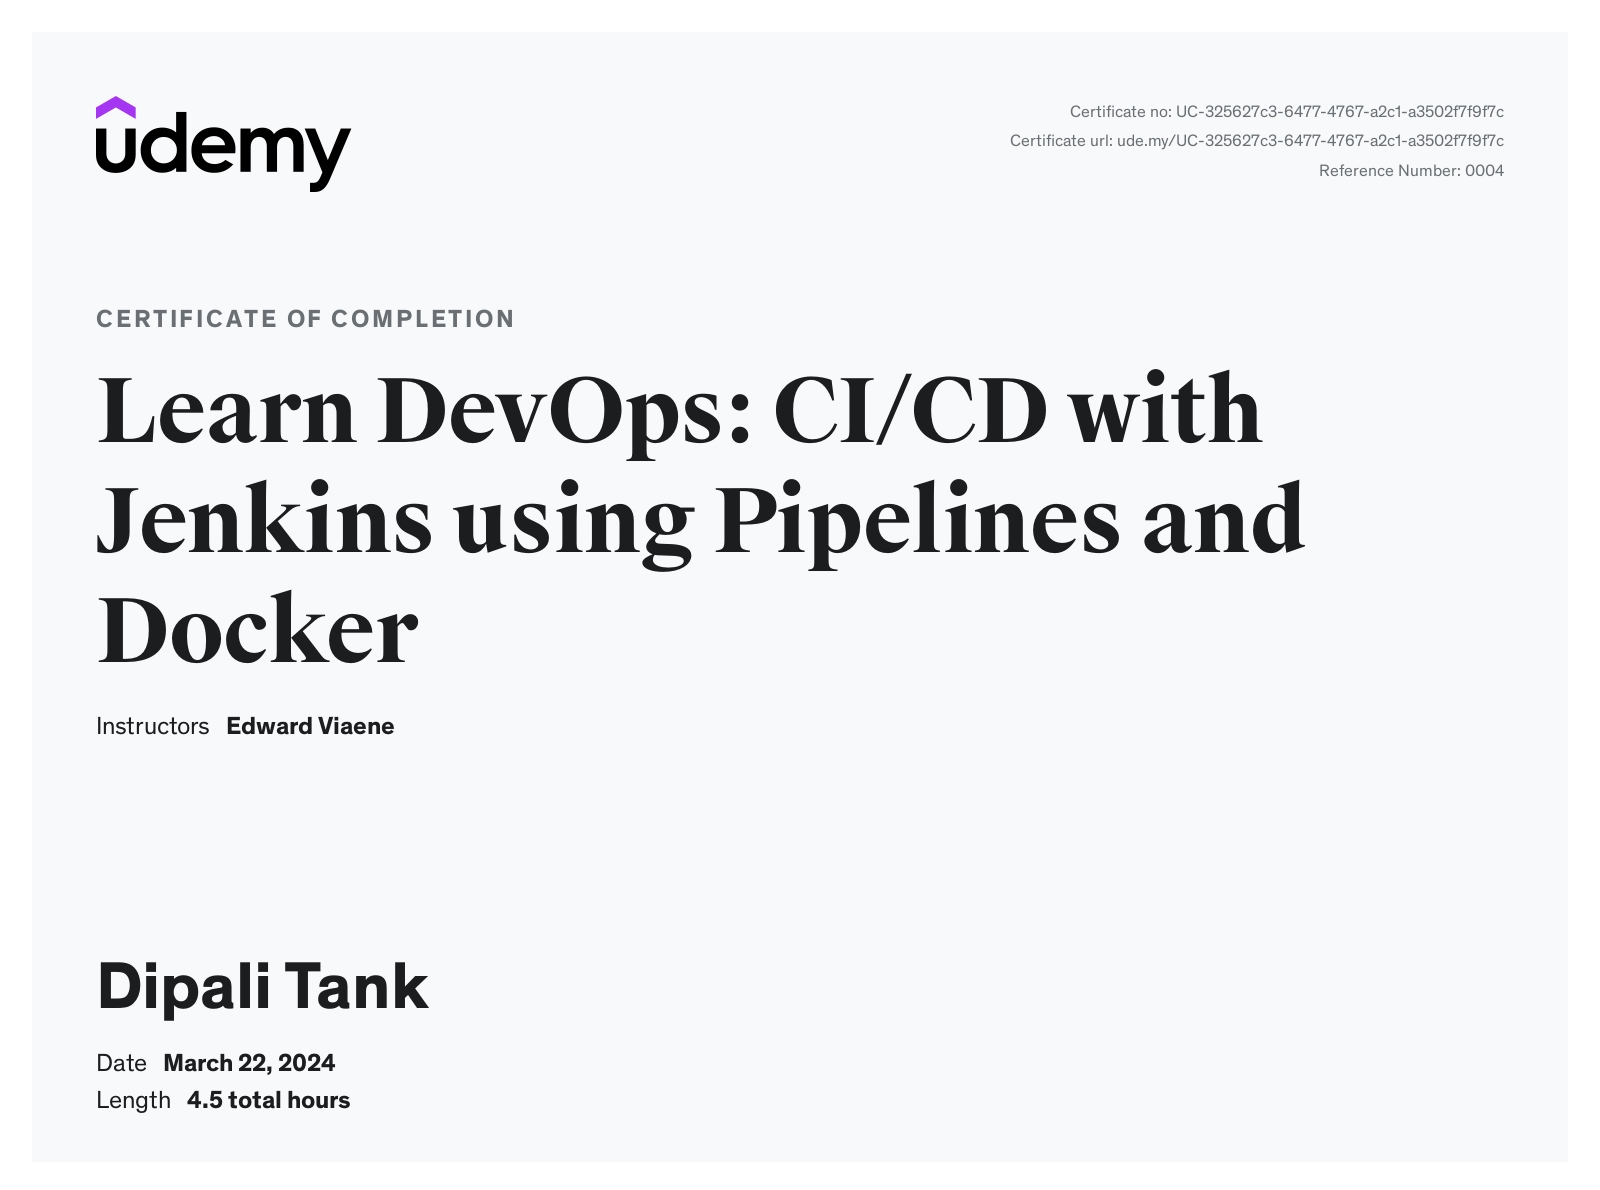 udemy
Certificate no: UC-325627c3-6477-4767-a2c1-a3502f7f9f7c
Certificate url: ude.my/UC-325627c3-6477-4767-a2c1-a3502f7f9f7c
Reference Number: 0004
CERTIFICATE OF COMPLETION
Learn DevOps: CI/CD with
Jenkins using Pipelines and
Docker
Instructors Edward Viaene
Dipali Tank
Date March 22, 2024
Length 4.5 total hours